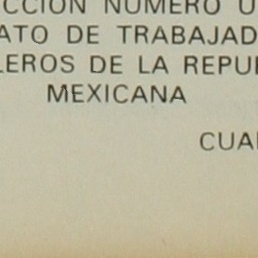 CCION NUMERO U
ATO DE TRABAJAD
LEROS DE LA REPU
MEXICANA
CUA